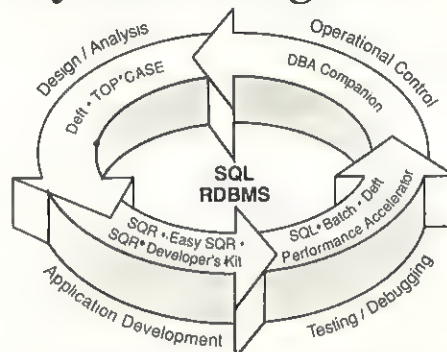 Design / Analysis
Operational Control
Deft • TOP*CASE
DBA Companion
SQL
RDBMS
SQR • Easy SQR •
SQR* Developer's Kit
SQL* Batch • Deft
Performance Accelerator
Application Development
Testing / Debugging